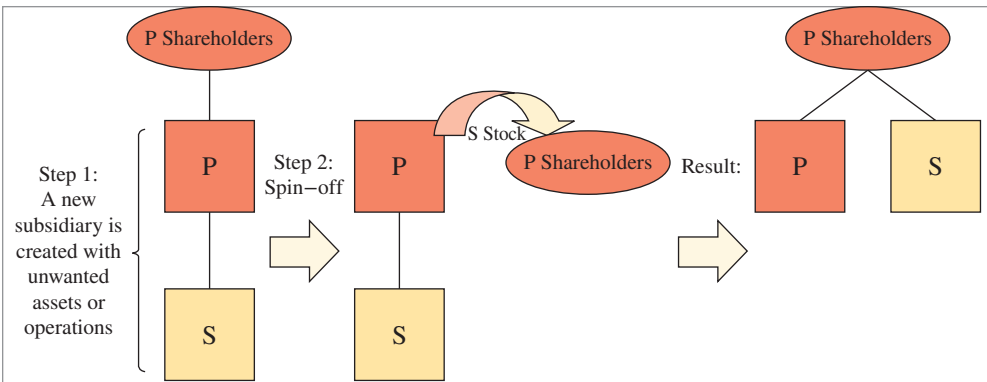 P Shareholders
P
Step 1:
A new
subsidiary is
created with
unwanted
assets or
operations
S
Step 2:
Spin−off
P
S
S Stock
P Shareholders
Result:
P Shareholders
P
S